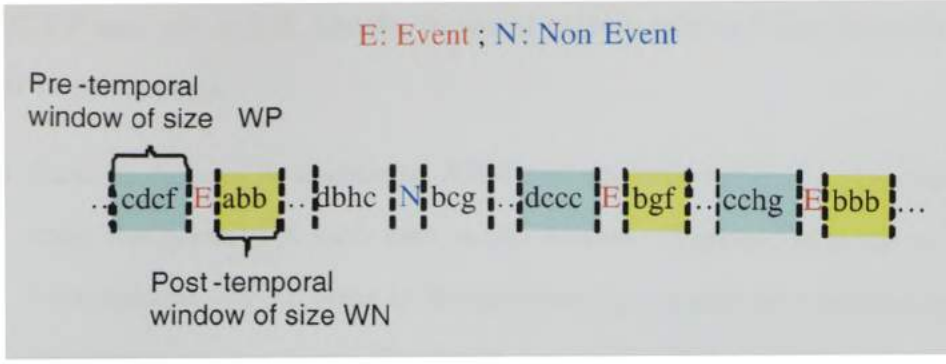 E: Event ; N: Non Event
Pre-temporal
window of size WP
...cdcf E abb ...dbhc N bcg ...dccc E bgf ...cchg E bbb ...
Post-temporal
window of size WN